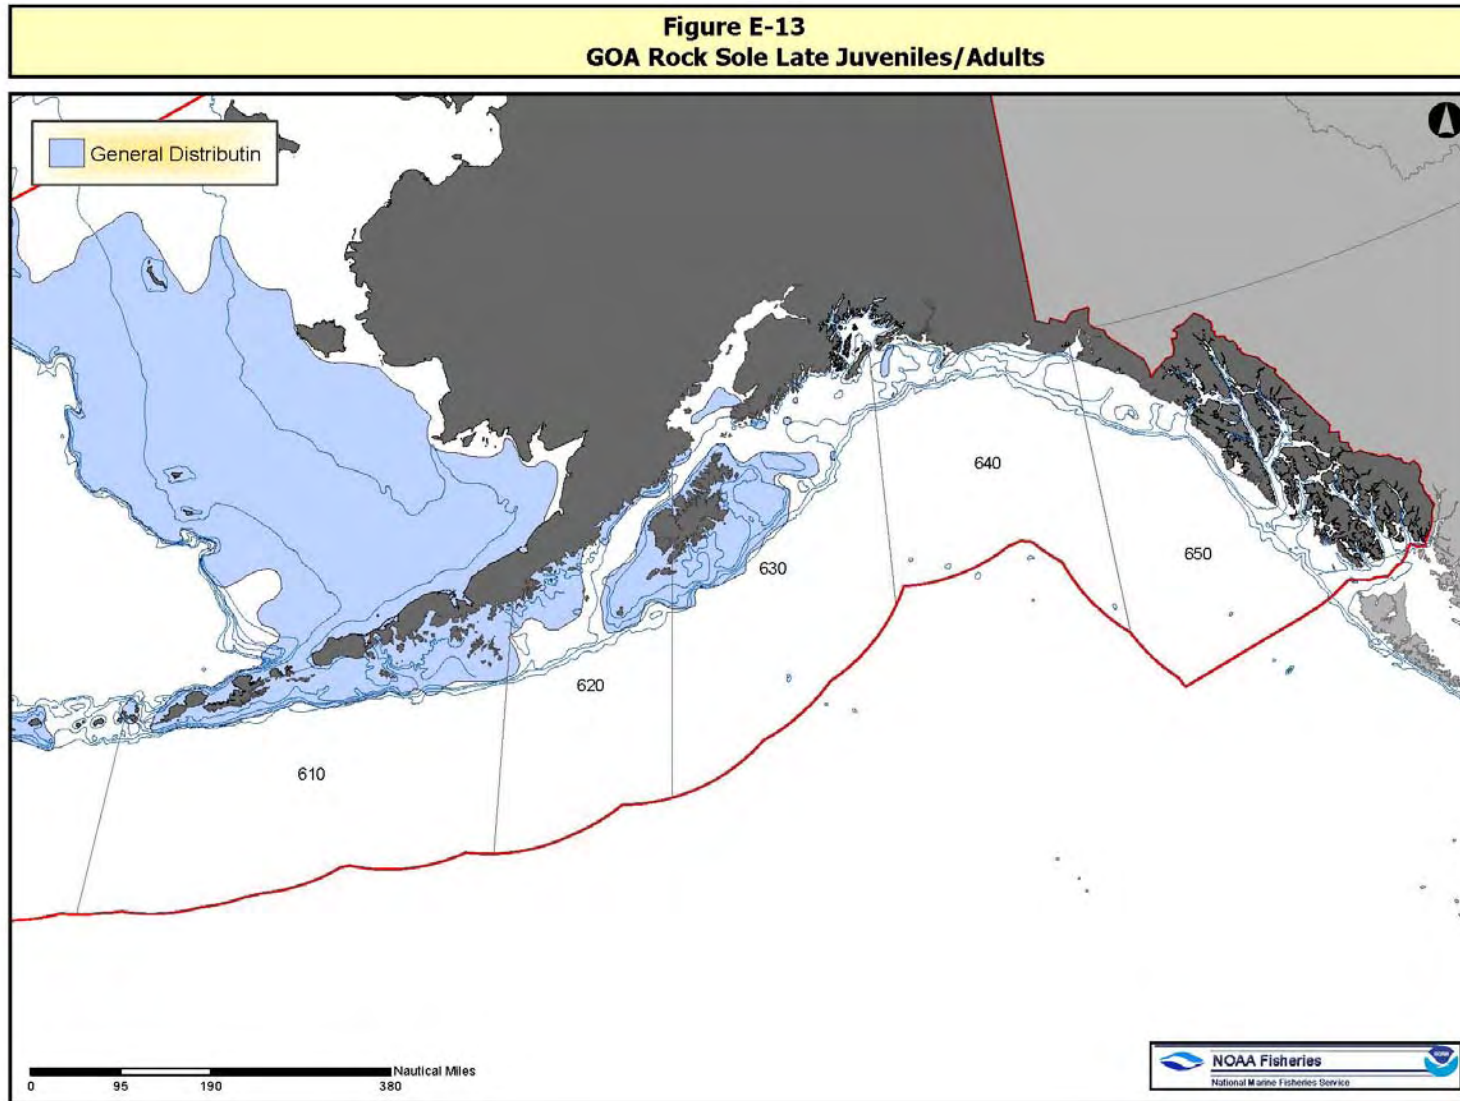 Figure E-13
GOA Rock Sole Late Juveniles/Adults
General Distributin
640
650
630
620
610
Nautical Miles
0 95 190 380
NOAA Fisheries
National Marine Fisheries Service